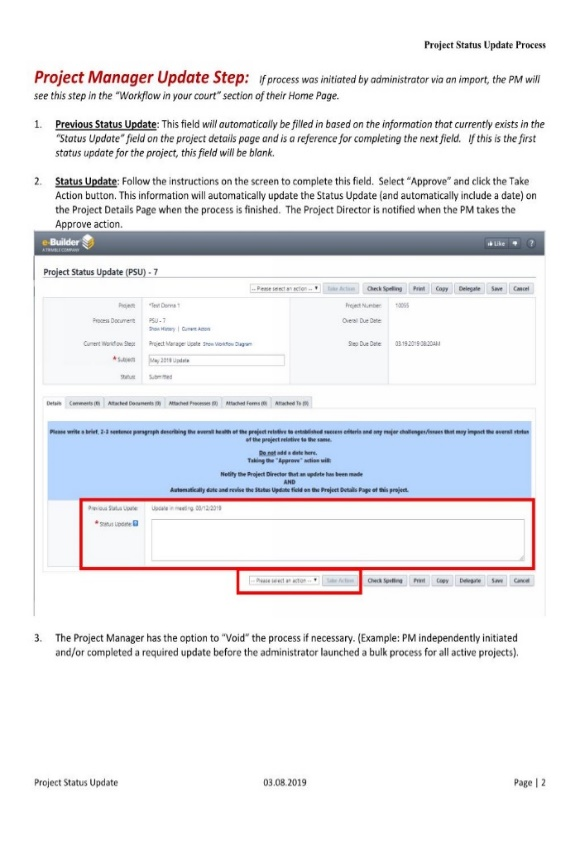 Project Status Update Process
Project Manager Update Step: If process was initiated by administrator via an import, the PM will
see this step in the "Workflow in your court" section of their Home Page.
1. Previous Status Update: This field will automatically be filled in based on the information that currently exists in the
"Status Update" field on the project details page and is a reference for completing the next field. If this is the first
status update for the project, this field will be blank.
2. Status Update: Follow the instructions on the screen to complete this field. Select "Approve" and click the Take
Action button. This information will automatically update the Status Update (and automatically include a date) on
the Project Details Page when the process is finished. The Project Director is notified when the PM takes the
Approve action.
e-Builder
A TRIMBLE COMPANY
Like ?
Project Status Update (PSU) - 7
-- Please select an action -- Take Action Check Spelling Print Copy Delegate Save Cancel
Project: *Test Donna 1 Project Number: 10055
Process Document: PSU - 7 Overall Due Date:
Show History | Current Actors
Current Workflow Step: Project Manager Upate Show Workflow Diagram Step Due Date:
* Subject: May 2019 Update
Status: Submitted
Details Comments (0) Attached Documents (0) Attached Processes (0) Attached Forms (0) Attached To (0)
Please write a brief, 2-3 sentence paragraph describing the overall health of the project relative to established success criteria and any major challenges/issues that may impact the overall status
of the project relative to the same.
Do not add a date here.
Taking the "Approve" action will:
Notify the Project Director that an update has been made
AND
Automatically date and revise the Status Update field on the Project Details Page of this project.
Previous Status Update: Update in meeting. 03/12/2019
* Status Update
-- Please select an action -- Take Action Check Spelling Print Copy Delegate Save Cancel
3. The Project Manager has the option to "Void" the process if necessary. (Example: PM independently initiated
and/or completed a required update before the administrator launched a bulk process for all active projects).
Project Status Update 03.08.2019 Page | 2